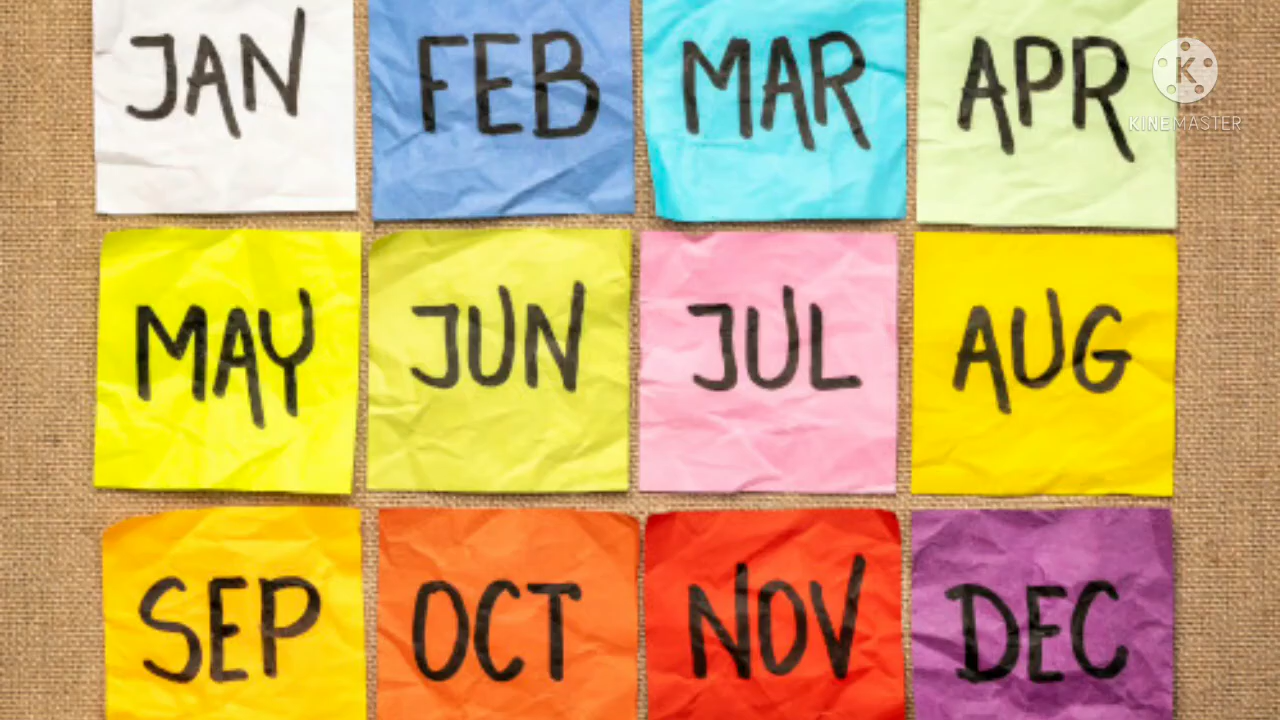 JAN FEB MAR APR
K
KINEMASTER
MAY JUN JUL AUG
SEP OCT NOV DEC